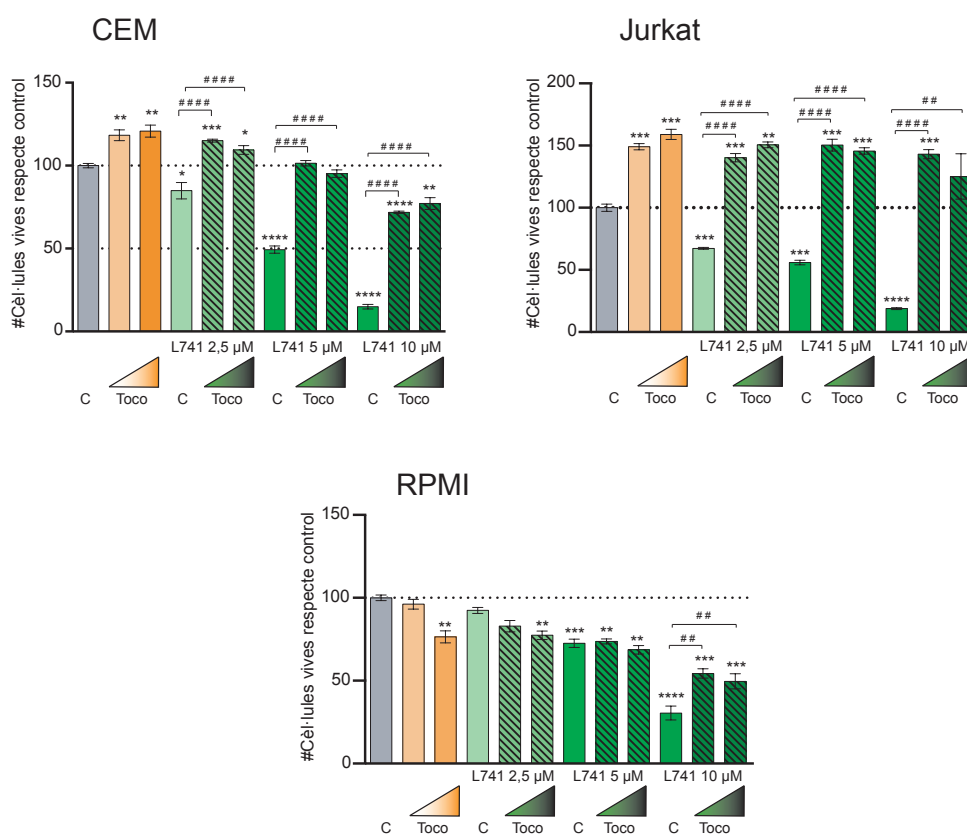 CEM
#Cèl·lules vives respecte control
150
100
50
0
** ** * #### #### *** * **** #### #### **** #### #### **** **
L741 2,5 µM L741 5 µM L741 10 µM
C Toco C Toco C Toco C Toco
Jurkat
#Cèl·lules vives respecte control
200
150
100
50
0
*** *** *** #### #### *** ** *** #### #### *** *** **** #### ## ***
L741 2,5 µM L741 5 µM L741 10 µM
C Toco C Toco C Toco C Toco
RPMI
#Cèl·lules vives respecte control
150
100
50
0
** ** *** ** ** **** ## ## *** ***
L741 2,5 µM L741 5 µM L741 10 µM
C Toco C Toco C Toco C Toco